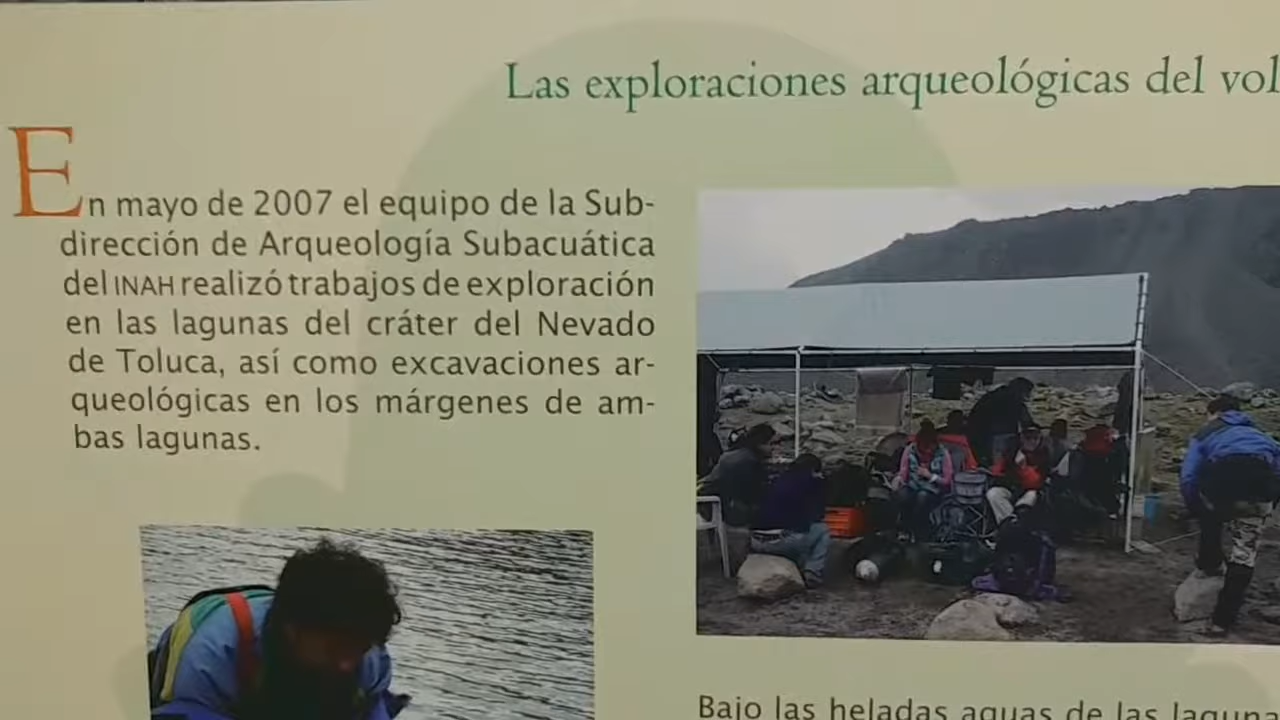 Las exploraciones arqueológicas del
En mayo de 2007 el equipo de la Sub-
dirección de Arqueología Subacuática
del INAH realizó trabajos de exploración
en las lagunas del cráter del Nevado
de Toluca, así como excavaciones ar-
queológicas en los márgenes de am-
bas lagunas.
Bajo las heladas aguas de las